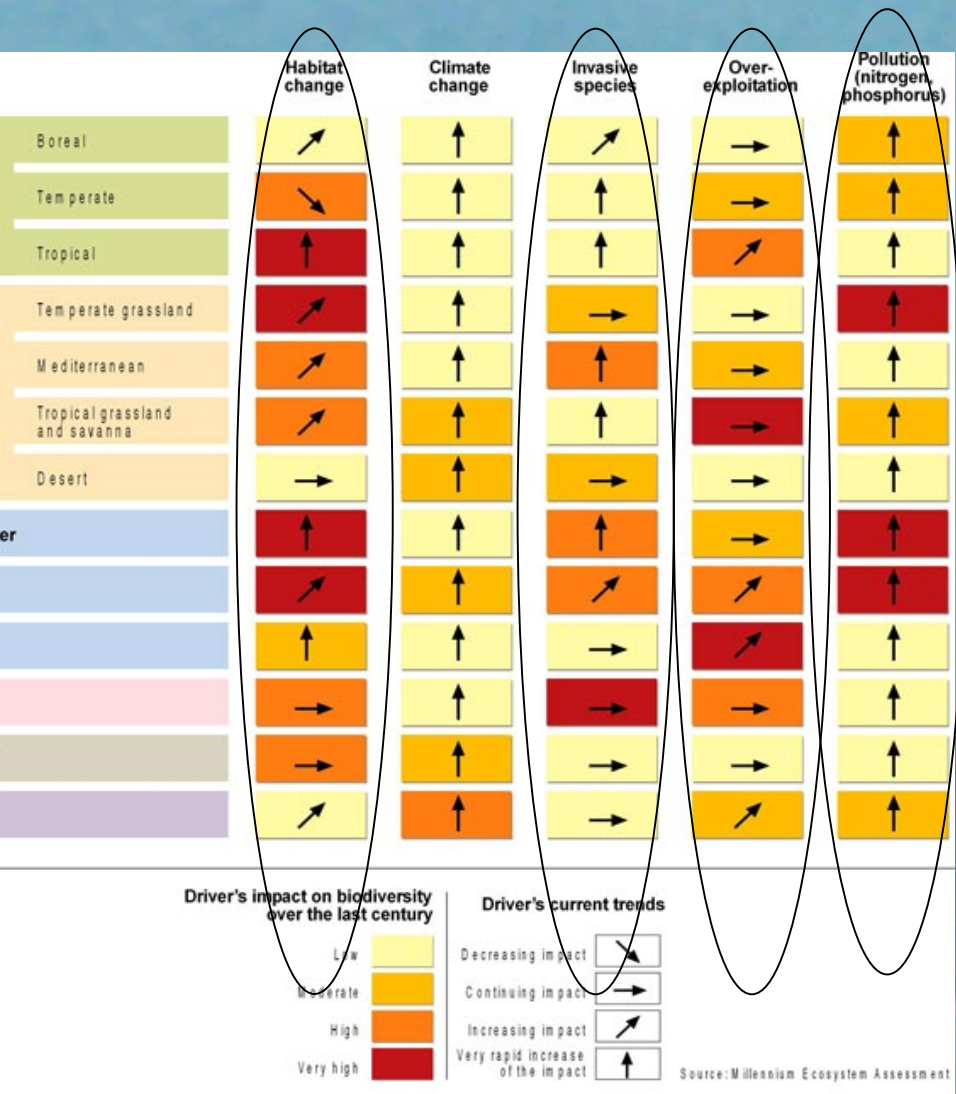 Habitat
change
Climate
change
Invasive
species
Over-
exploitation
Pollution
(nitrogen,
phosphorus)
Boreal
Temperate
Tropical
Temperate grassland
Mediterranean
Tropical grassland
and savanna
Desert
er
Driver's impact on biodiversity
over the last century
Low
Moderate
High
Very high
Driver's current trends
Decreasing impact
Continuing impact
Increasing impact
Very rapid increase
of the impact
Source:Millennium Ecosystem Assessment